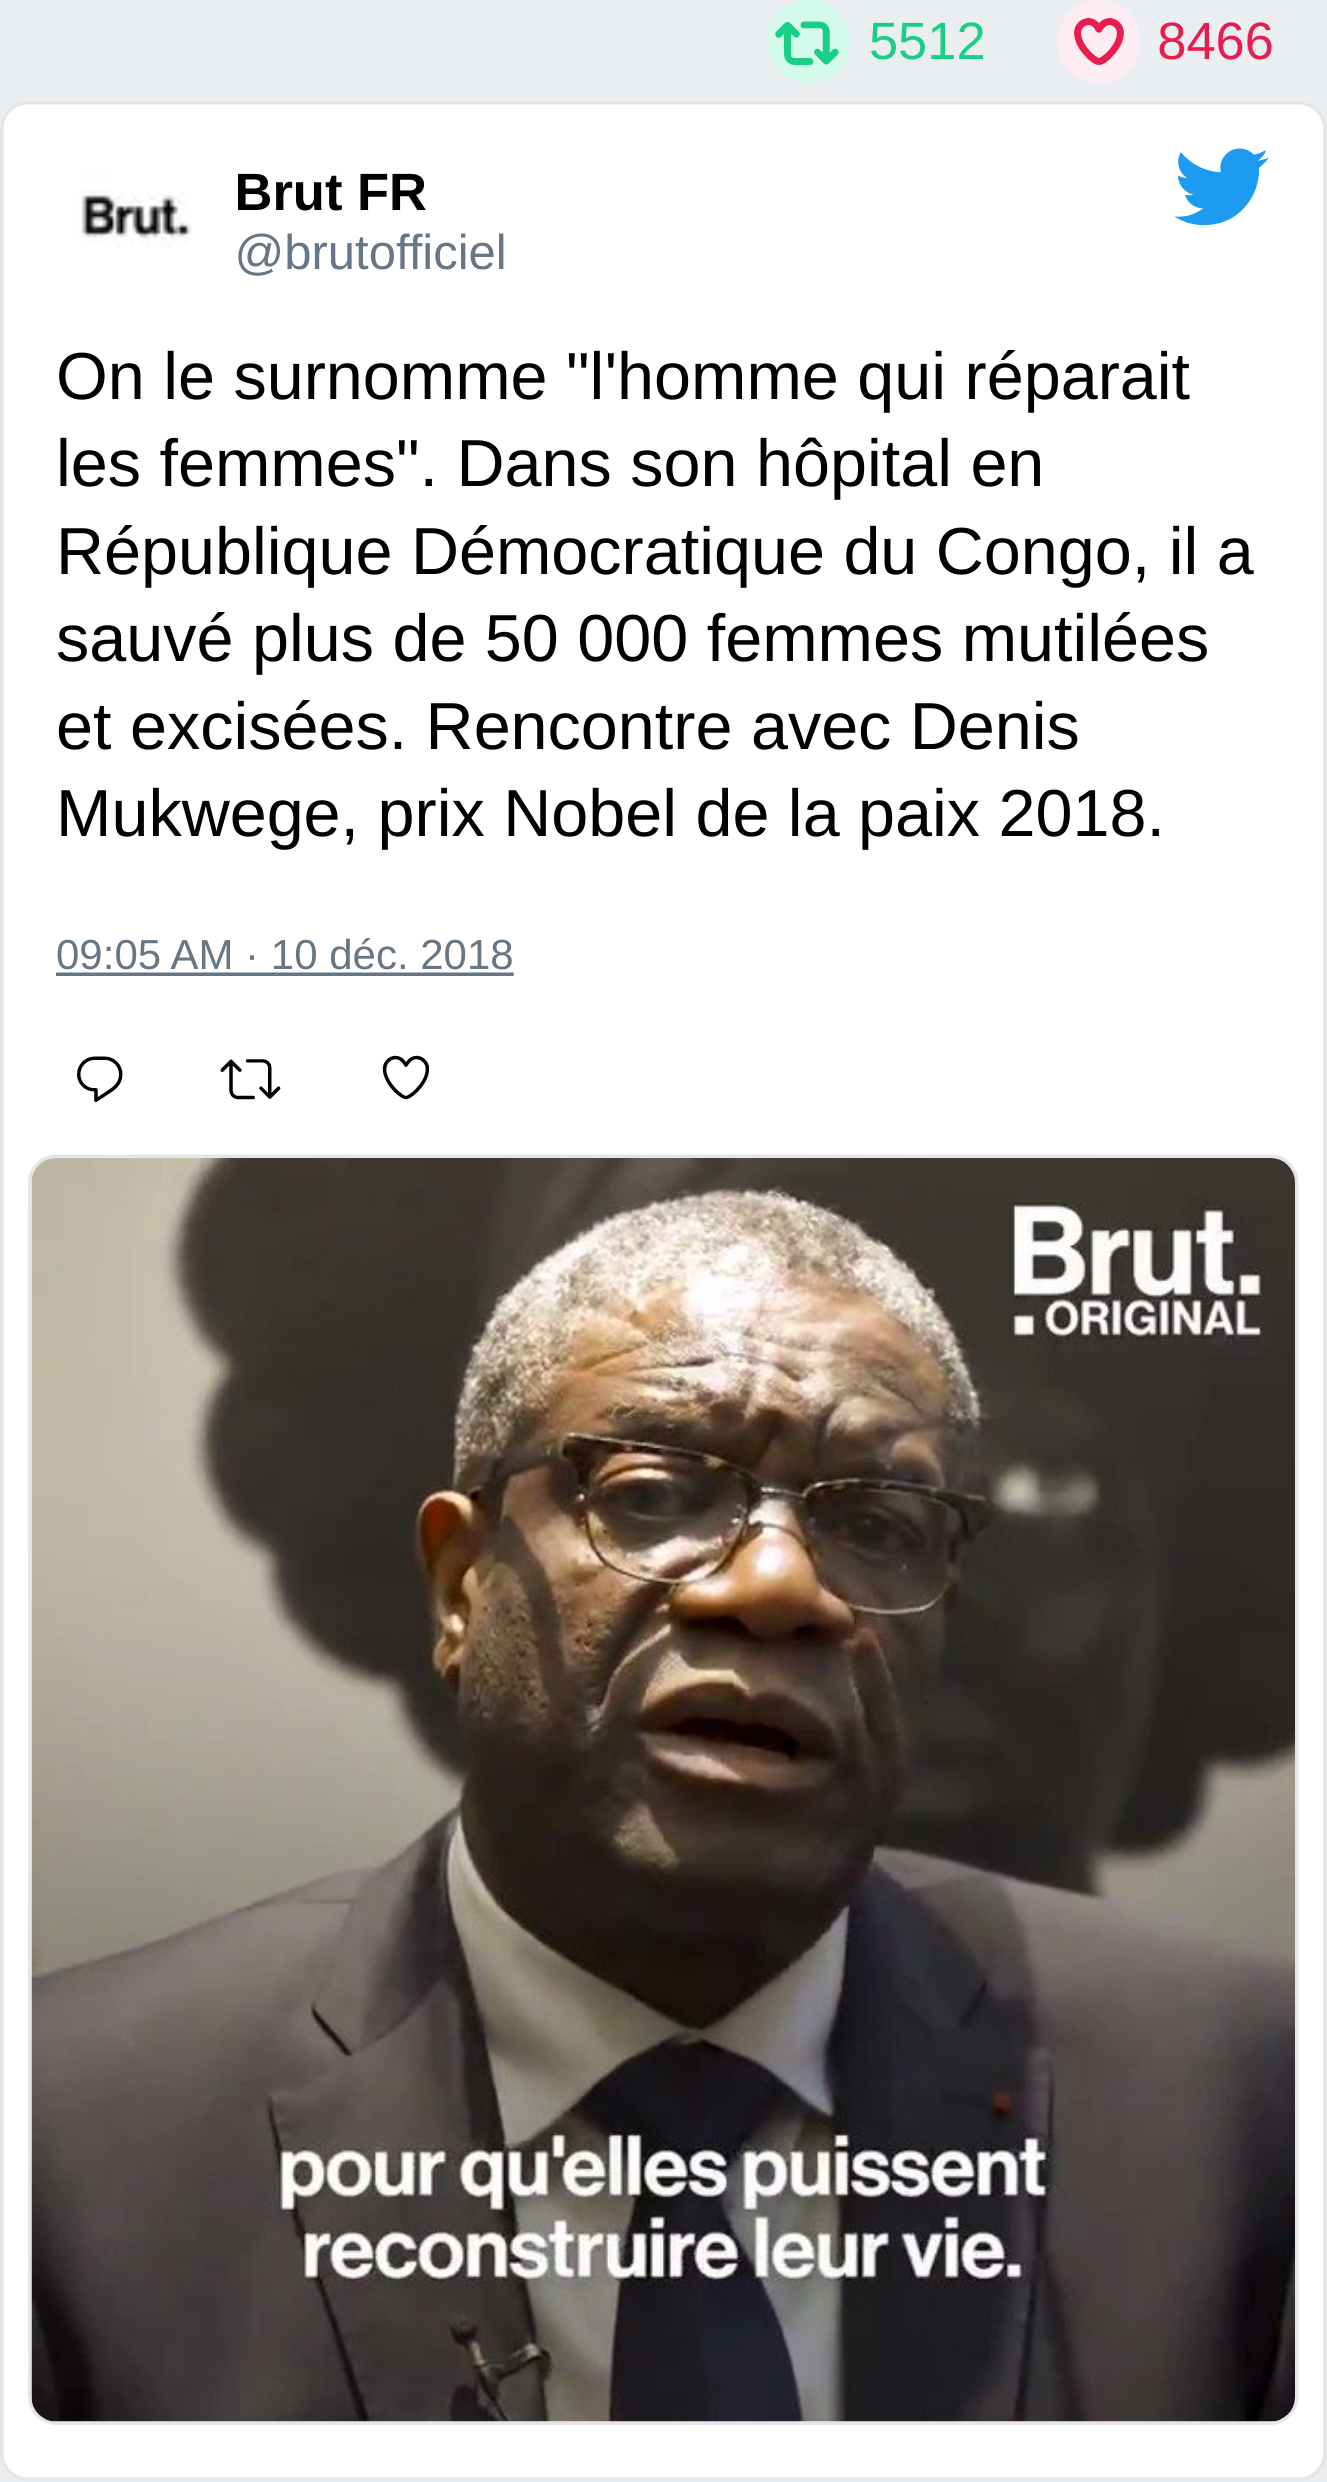 5512 8466
Brut.
Brut FR
@brutofficiel
On le surnomme "l'homme qui réparait
les femmes". Dans son hôpital en
République Démocratique du Congo, il a
sauvé plus de 50 000 femmes mutilées
et excisées. Rencontre avec Denis
Mukwege, prix Nobel de la paix 2018.
09:05 AM · 10 déc. 2018
Brut.
ORIGINAL
pour qu'elles puissent
reconstruire leur vie.